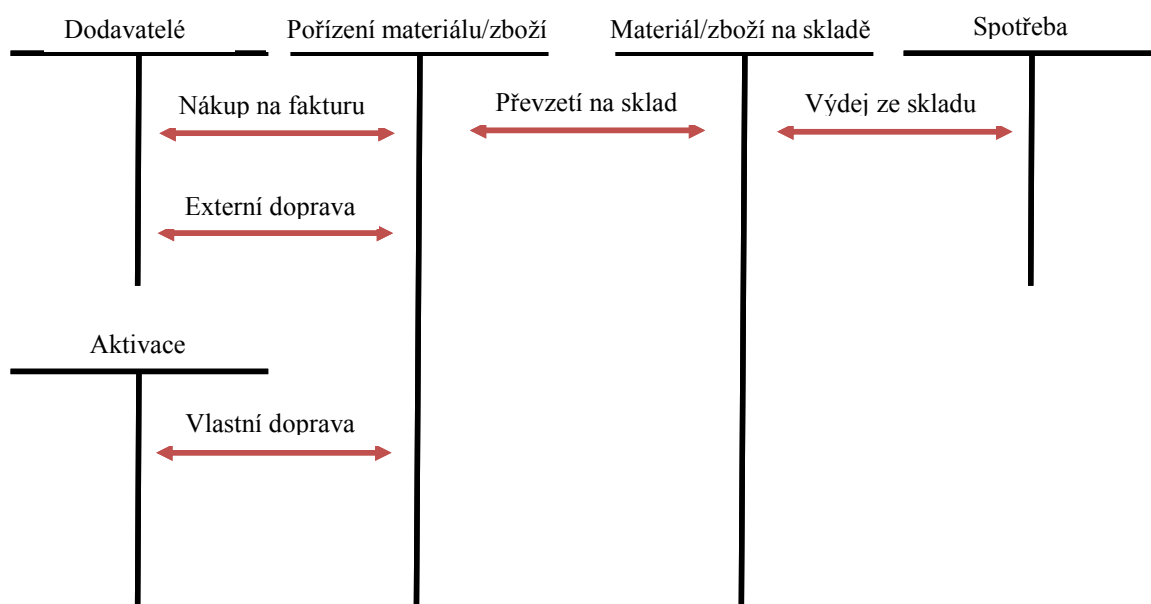 Dodavatelé
Pořízení materiálu/zboží
Materiál/zboží na skladě
Spotřeba
Nákup na fakturu
Převzetí na sklad
Výdej ze skladu
Externí doprava
Aktivace
Vlastní doprava